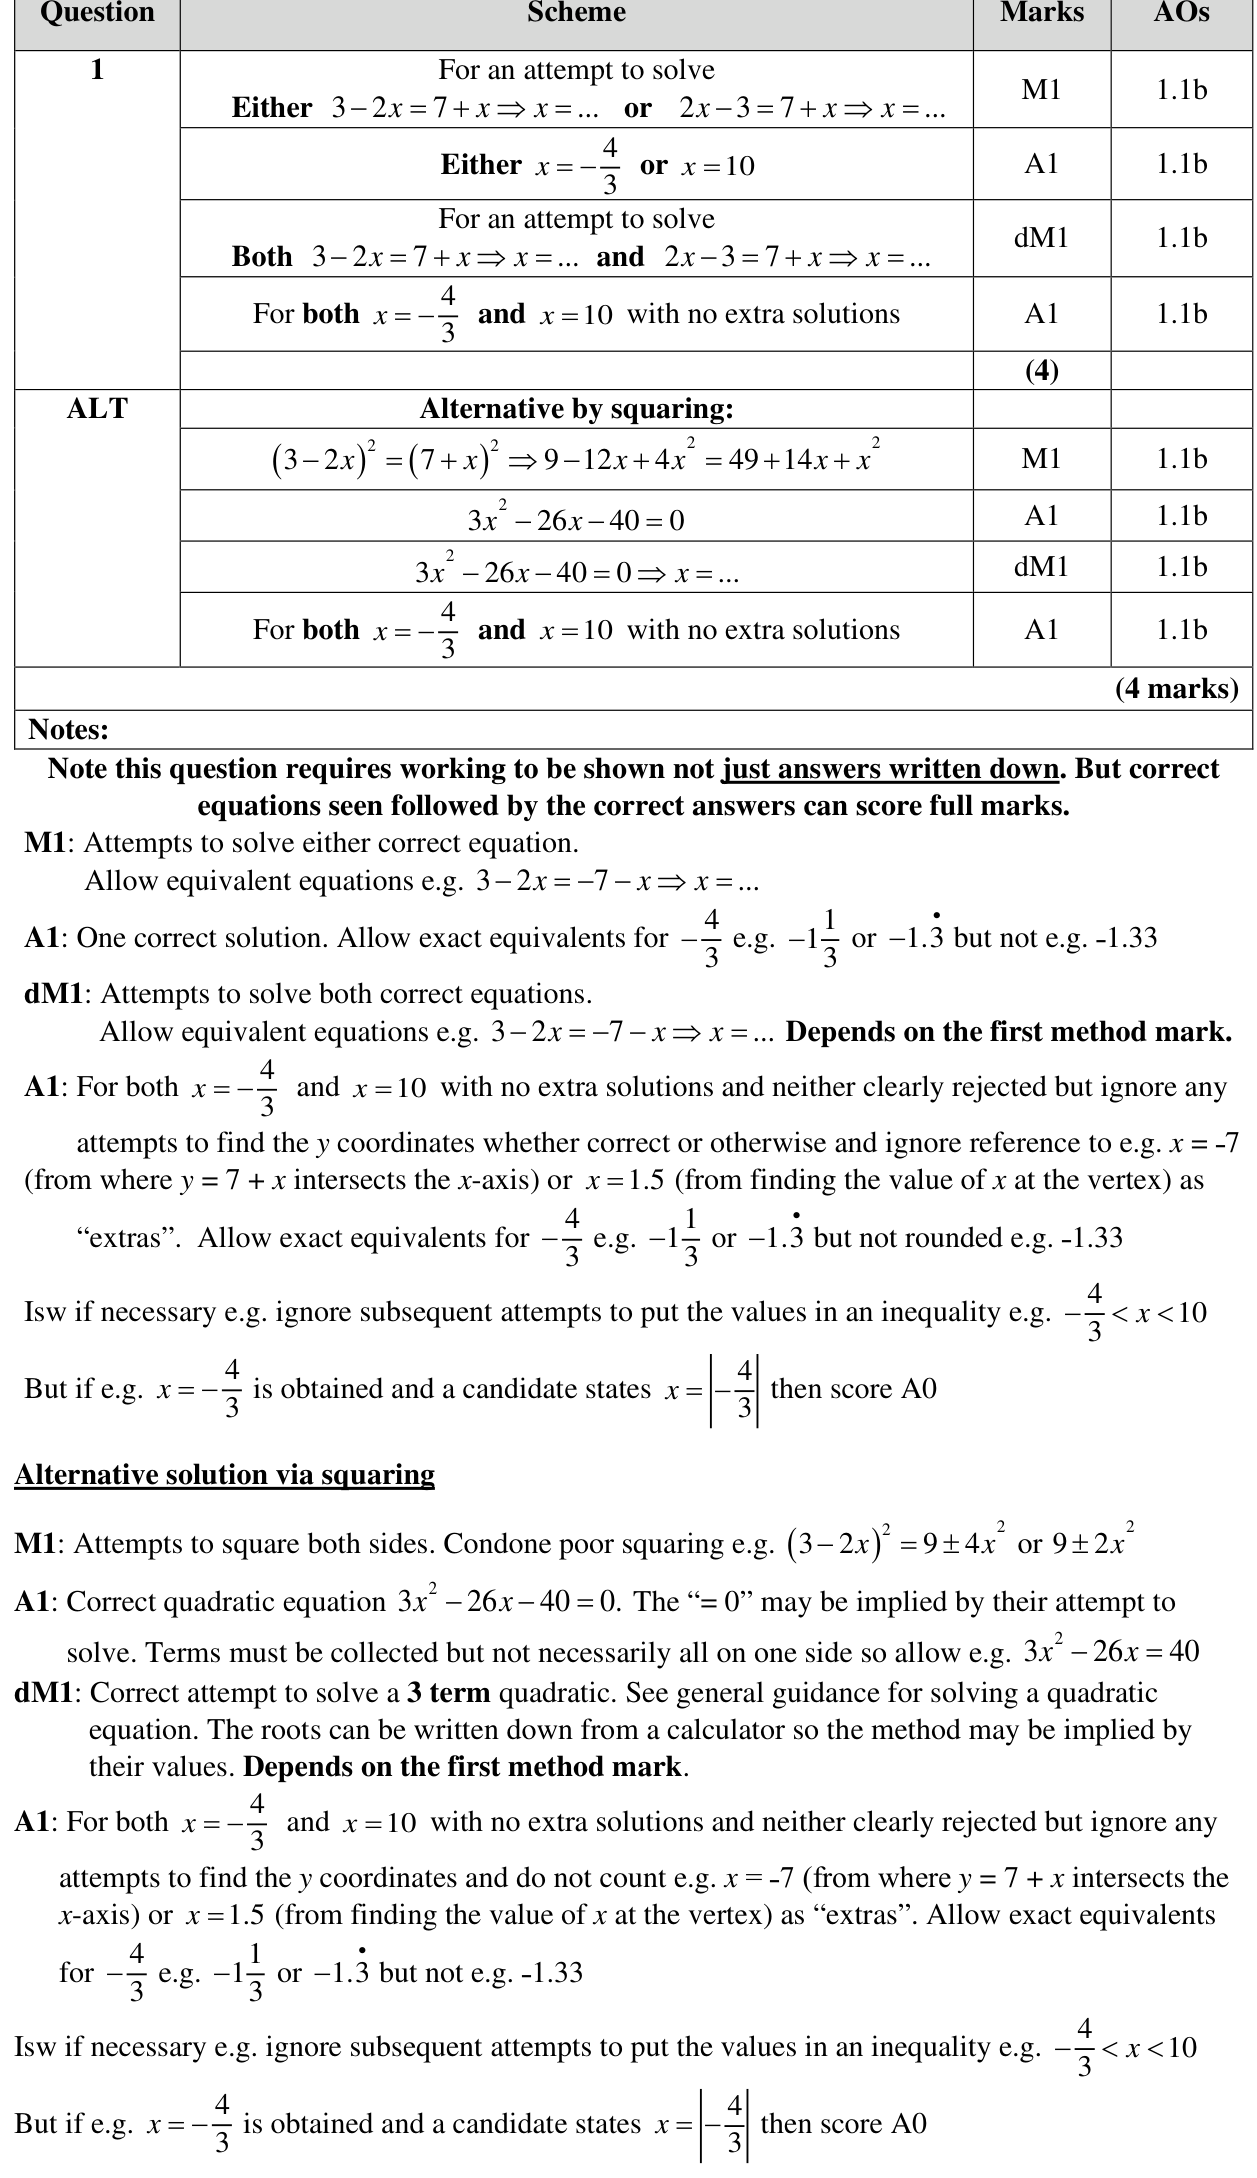 Question Scheme Marks AOs
1 For an attempt to solve
Either 3 − 2x = 7 + x ⇒ x = ... or 2x − 3 = 7 + x ⇒ x = ... M1 1.1b
Either x = −4/3 or x = 10 A1 1.1b
For an attempt to solve
Both 3 − 2x = 7 + x ⇒ x = ... and 2x − 3 = 7 + x ⇒ x = ... dM1 1.1b
For both x = −4/3 and x = 10 with no extra solutions A1 1.1b
(4)
ALT Alternative by squaring:
(3 − 2x)² = (7 + x)² ⇒ 9 − 12x + 4x² = 49 + 14x + x² M1 1.1b
3x² − 26x − 40 = 0 A1 1.1b
3x² − 26x − 40 = 0 ⇒ x = ... dM1 1.1b
For both x = −4/3 and x = 10 with no extra solutions A1 1.1b
(4 marks)
Notes:
Note this question requires working to be shown not just answers written down. But correct
equations seen followed by the correct answers can score full marks.
M1: Attempts to solve either correct equation.
Allow equivalent equations e.g. 3 − 2x = −7 − x ⇒ x = ...
A1: One correct solution. Allow exact equivalents for −4/3 e.g. −1 1/3 or −1.3̇ but not e.g. -1.33
dM1: Attempts to solve both correct equations.
Allow equivalent equations e.g. 3 − 2x = −7 − x ⇒ x = ... Depends on the first method mark.
A1: For both x = −4/3 and x = 10 with no extra solutions and neither clearly rejected but ignore any
attempts to find the y coordinates whether correct or otherwise and ignore reference to e.g. x = -7
(from where y = 7 + x intersects the x-axis) or x = 1.5 (from finding the value of x at the vertex) as
“extras”. Allow exact equivalents for −4/3 e.g. −1 1/3 or −1.3̇ but not rounded e.g. -1.33
Isw if necessary e.g. ignore subsequent attempts to put the values in an inequality e.g. −4/3 < x < 10
But if e.g. x = −4/3 is obtained and a candidate states x = |−4/3| then score A0
Alternative solution via squaring
M1: Attempts to square both sides. Condone poor squaring e.g. (3 − 2x)² = 9 ± 4x² or 9 ± 2x²
A1: Correct quadratic equation 3x² − 26x − 40 = 0. The “= 0” may be implied by their attempt to
solve. Terms must be collected but not necessarily all on one side so allow e.g. 3x² − 26x = 40
dM1: Correct attempt to solve a 3 term quadratic. See general guidance for solving a quadratic
equation. The roots can be written down from a calculator so the method may be implied by
their values. Depends on the first method mark.
A1: For both x = −4/3 and x = 10 with no extra solutions and neither clearly rejected but ignore any
attempts to find the y coordinates and do not count e.g. x = -7 (from where y = 7 + x intersects the
x-axis) or x = 1.5 (from finding the value of x at the vertex) as “extras”. Allow exact equivalents
for −4/3 e.g. −1 1/3 or −1.3̇ but not e.g. -1.33
Isw if necessary e.g. ignore subsequent attempts to put the values in an inequality e.g. −4/3 < x < 10
But if e.g. x = −4/3 is obtained and a candidate states x = |−4/3| then score A0